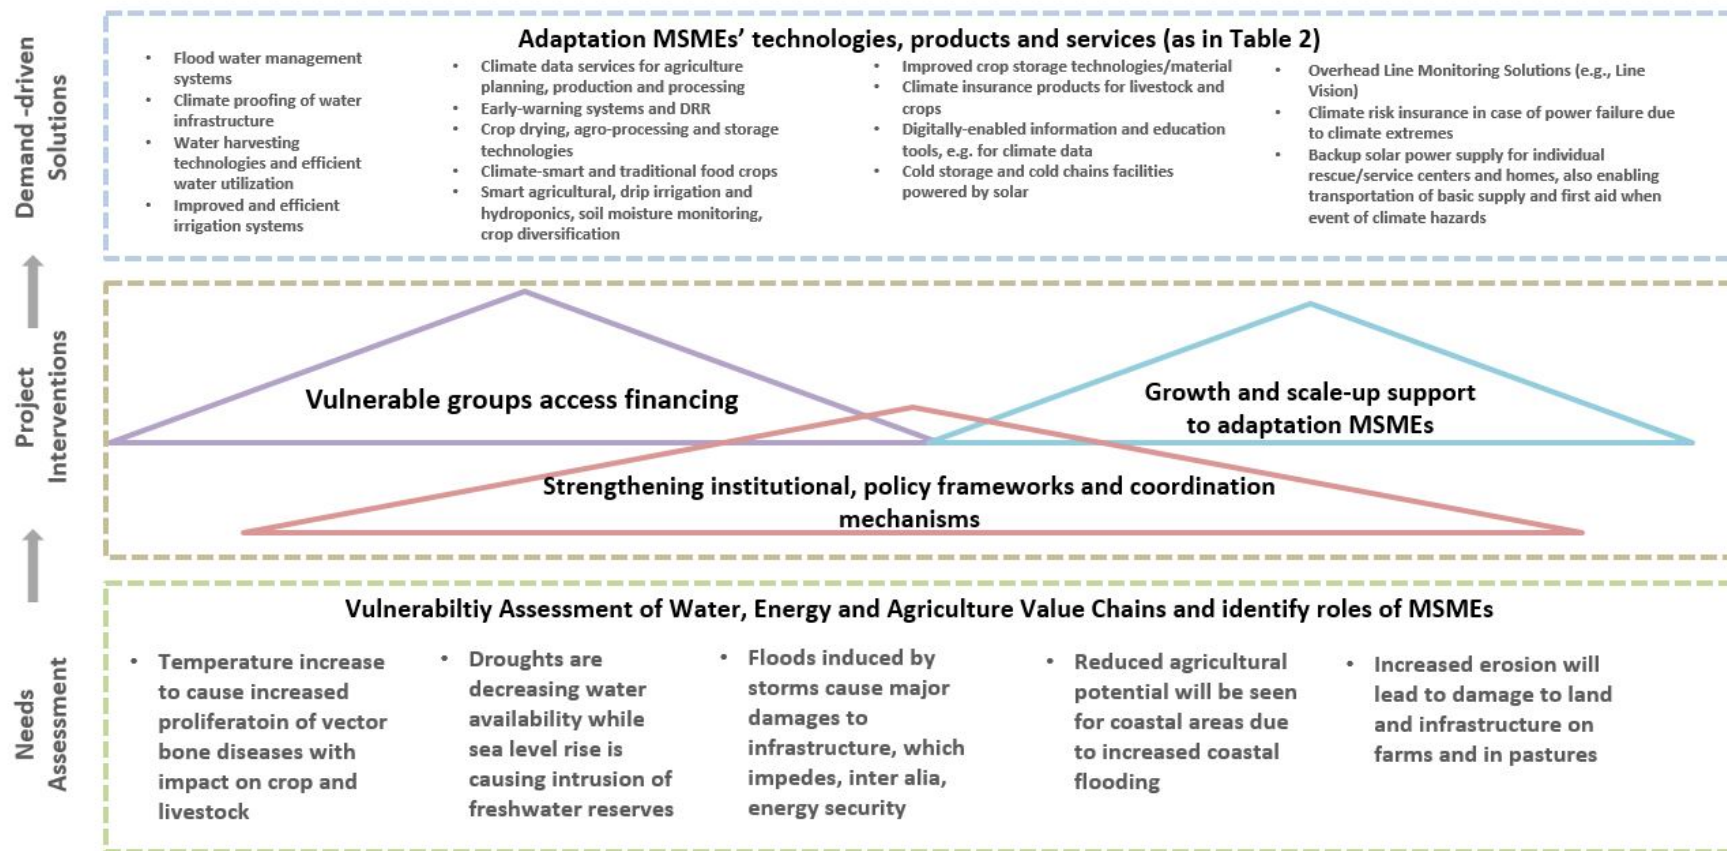 Demand -driven
Solutions
Adaptation MSMEs' technologies, products and services (as in Table 2)
• Flood water management
systems
• Climate proofing of water
infrastructure
• Water harvesting
technologies and efficient
water utilization
• Improved and efficient
irrigation systems
• Climate data services for agriculture
planning, production and processing
• Early-warning systems and DRR
• Crop drying, agro-processing and storage
technologies
• Climate-smart and traditional food crops
• Smart agricultural, drip irrigation and
hydroponics, soil moisture monitoring,
crop diversification
• Improved crop storage technologies/material
• Climate insurance products for livestock and
crops
• Digitally-enabled information and education
tools, e.g. for climate data
• Cold storage and cold chains facilities
powered by solar
• Overhead Line Monitoring Solutions (e.g., Line
Vision)
• Climate risk insurance in case of power failure due
to climate extremes
• Backup solar power supply for individual
rescue/service centers and homes, also enabling
transportation of basic supply and first aid when
event of climate hazards
Project
Interventions
Vulnerable groups access financing
Growth and scale-up support
to adaptation MSMEs
Strengthening institutional, policy frameworks and coordination
mechanisms
Needs
Assessment
Vulnerabiltiy Assessment of Water, Energy and Agriculture Value Chains and identify roles of MSMEs
• Temperature increase
to cause increased
proliferatoin of vector
bone diseases with
impact on crop and
livestock
• Droughts are
decreasing water
availability while
sea level rise is
causing intrusion of
freshwater reserves
• Floods induced by
storms cause major
damages to
infrastructure, which
impedes, inter alia,
energy security
• Reduced agricultural
potential will be seen
for coastal areas due
to increased coastal
flooding
• Increased erosion will
lead to damage to land
and infrastructure on
farms and in pastures